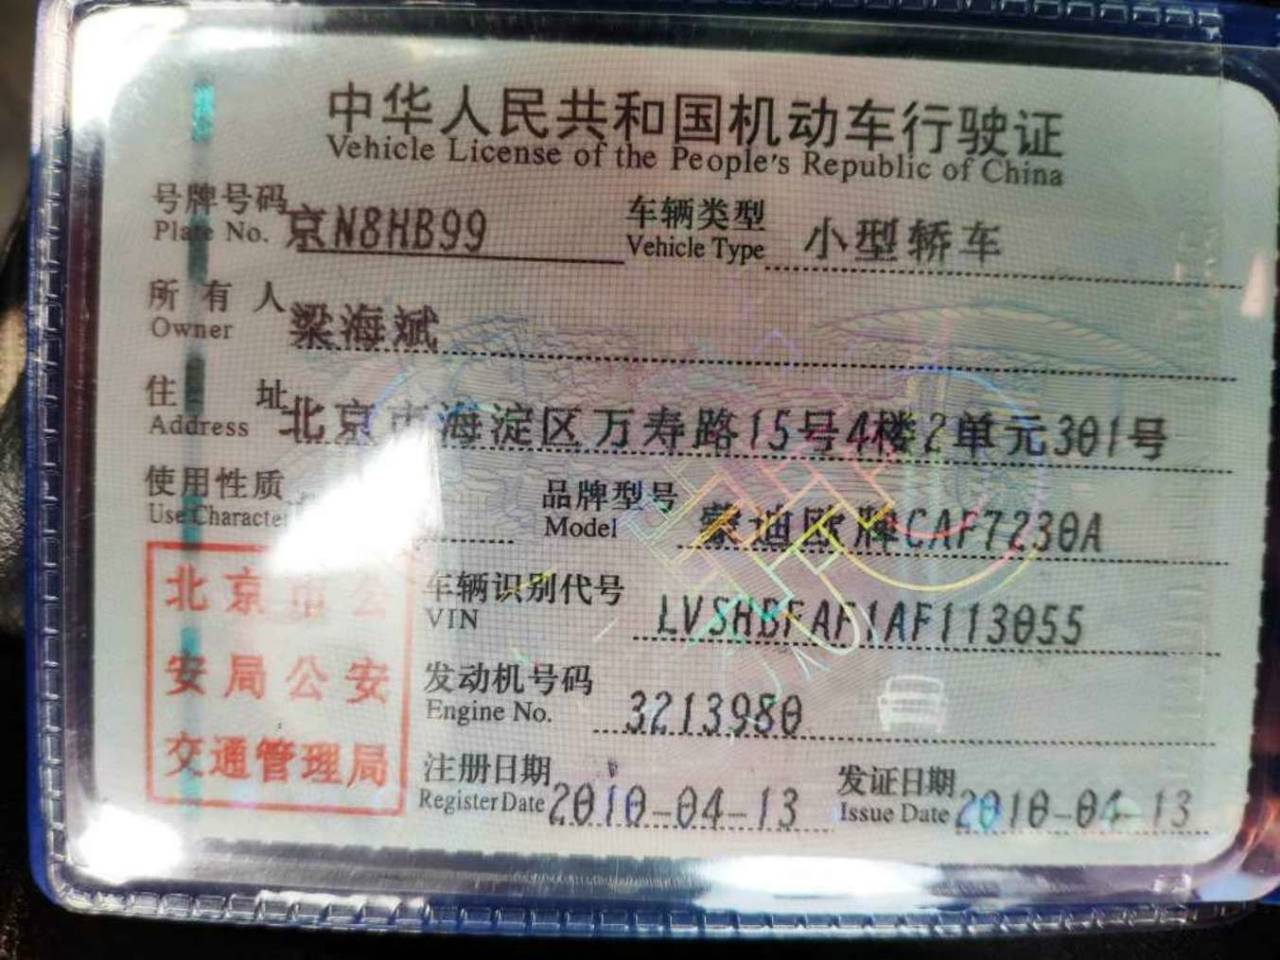 中华人民共和国机动车行驶证
Vehicle License of the People's Republic of China
号牌号码 京N8HB99 车辆类型 小型轿车
Plate No. Vehicle Type
所有人 梁海斌
Owner
住 址 北京市海淀区万寿路15号4楼2单元301号
Address
使用性质 品牌型号 蒙迪欧牌CAF7230A
Use Character Model
北京市公 车辆识别代号 LVSHBFAF1AF113055
VIN
安局公安 发动机号码 3213980
Engine No.
交通管理局 注册日期 2010-04-13 发证日期 2010-04-13
Register Date Issue Date